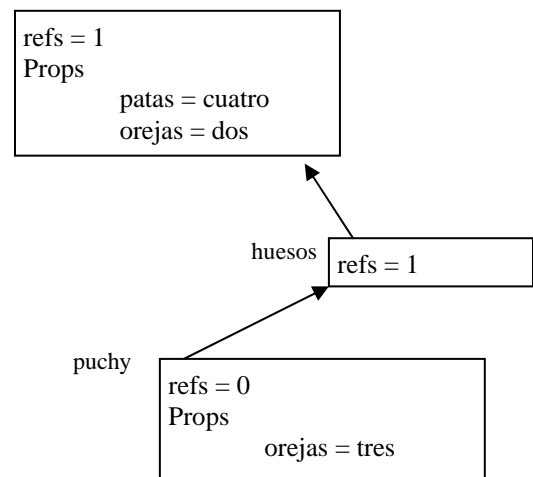 refs = 1
Props
patas = cuatro
orejas = dos
huesos
refs = 1
puchy
refs = 0
Props
orejas = tres